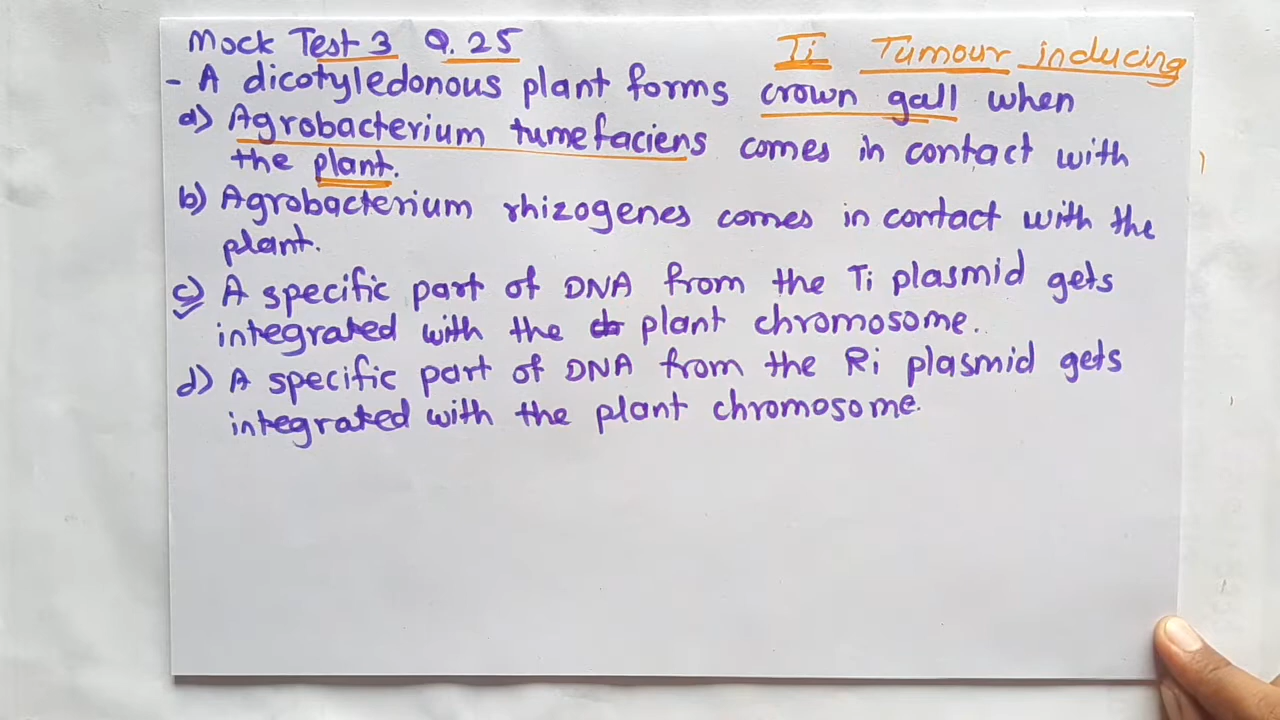 Mock Test 3 Q.25
Ti Tumour inducing
- A dicotyledonous plant forms crown gall when
a) Agrobacterium tumefaciens comes in contact with
the plant.
b) Agrobacterium rhizogenes comes in contact with the
plant.
c) A specific part of DNA from the Ti plasmid gets
integrated with the plant chromosome.
d) A specific part of DNA from the Ri plasmid gets
integrated with the plant chromosome.